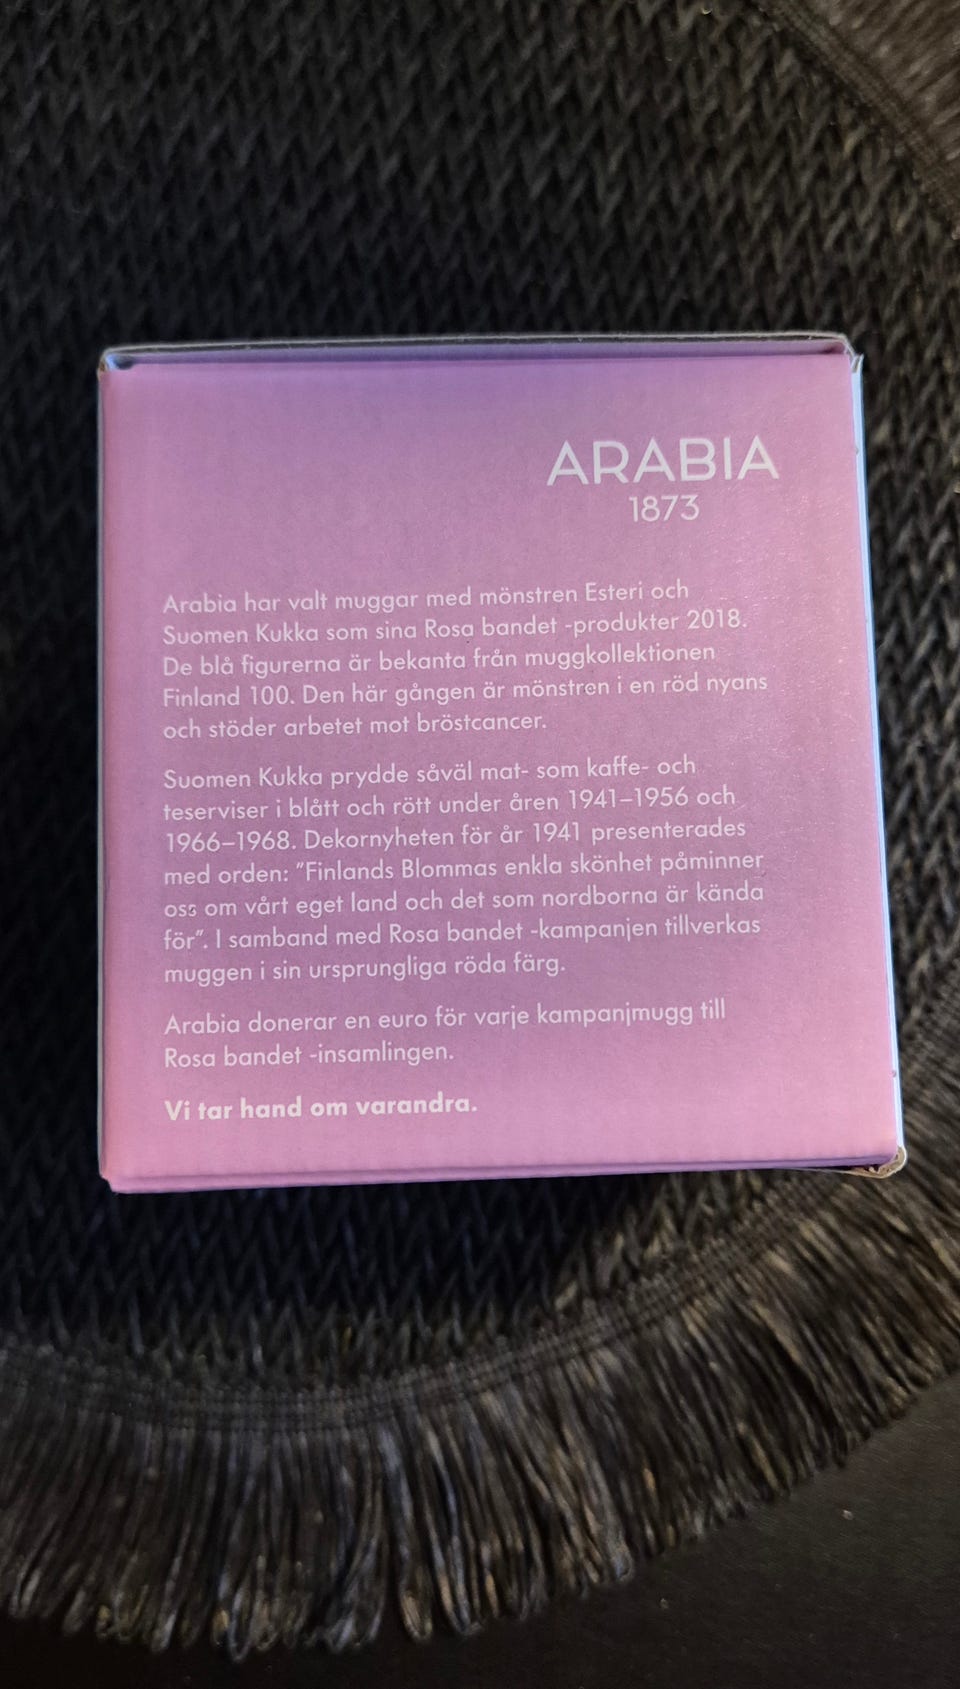 ARABIA
1873
Arabia har valt muggar med mönstren Esteri och
Suomen Kukka som sina Rosa bandet -produkter 2018.
De blå figurerna är bekanta från muggkollektionen
Finland 100. Den här gången är mönstren i en röd nyans
och stöder arbetet mot bröstcancer.
Suomen Kukka prydde såväl mat- som kaffe- och
teserviser i blått och rött under åren 1941–1956 och
1966–1968. Dekornyheten för år 1941 presenterades
med orden: ”Finlands Blommas enkla skönhet påminner
oss om vårt eget land och det som nordborna är kända
för”. I samband med Rosa bandet -kampanjen tillverkas
muggen i sin ursprungliga röda färg.
Arabia donerar en euro för varje kampanjmugg till
Rosa bandet -insamlingen.
Vi tar hand om varandra.